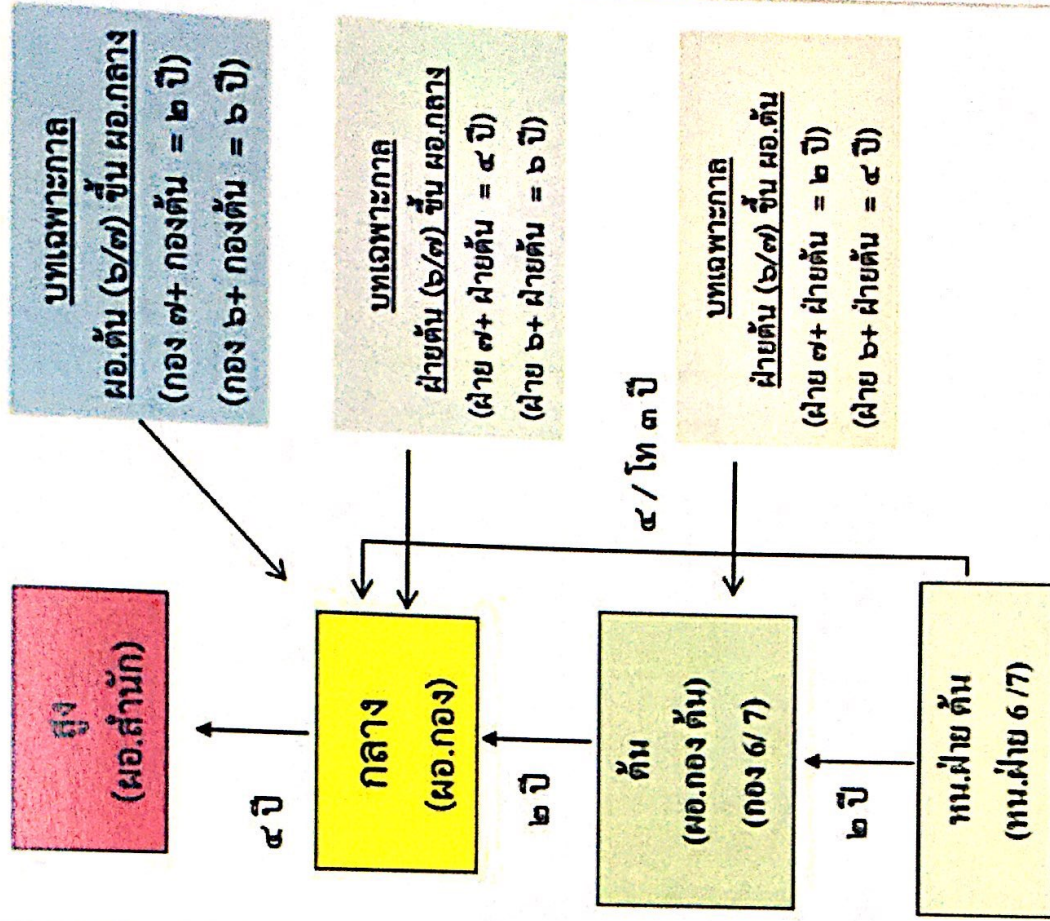 สูง
(ผอ.สำนัก)
๔ ปี
กลาง
(ผอ.กอง)
๒ ปี
ต้น
(ผอ.กอง ต้น)
(กอง 6/ 7)
๒ ปี
หน.ฝ่าย ต้น
(หน.ฝ่าย 6 /7)
๔ / โท ๓ ปี
บทเฉพาะกาล
ผอ.ต้น (๖/๗) ขึ้น ผอ.กลาง
(กอง ๗+ กองต้น = ๒ ปี)
(กอง ๖+ กองต้น = ๖ ปี)
บทเฉพาะกาล
ฝ่ายต้น (๖/๗) ขึ้น ผอ.กลาง
(ฝ่าย ๗+ ฝ่ายต้น = ๔ ปี)
(ฝ่าย ๖+ ฝ่ายต้น = ๖ ปี)
บทเฉพาะกาล
ฝ่ายต้น (๖/๗) ขึ้น ผอ.ต้น
(ฝ่าย ๗+ ฝ่ายต้น = ๒ ปี)
(ฝ่าย ๖+ ฝ่ายต้น = ๔ ปี)